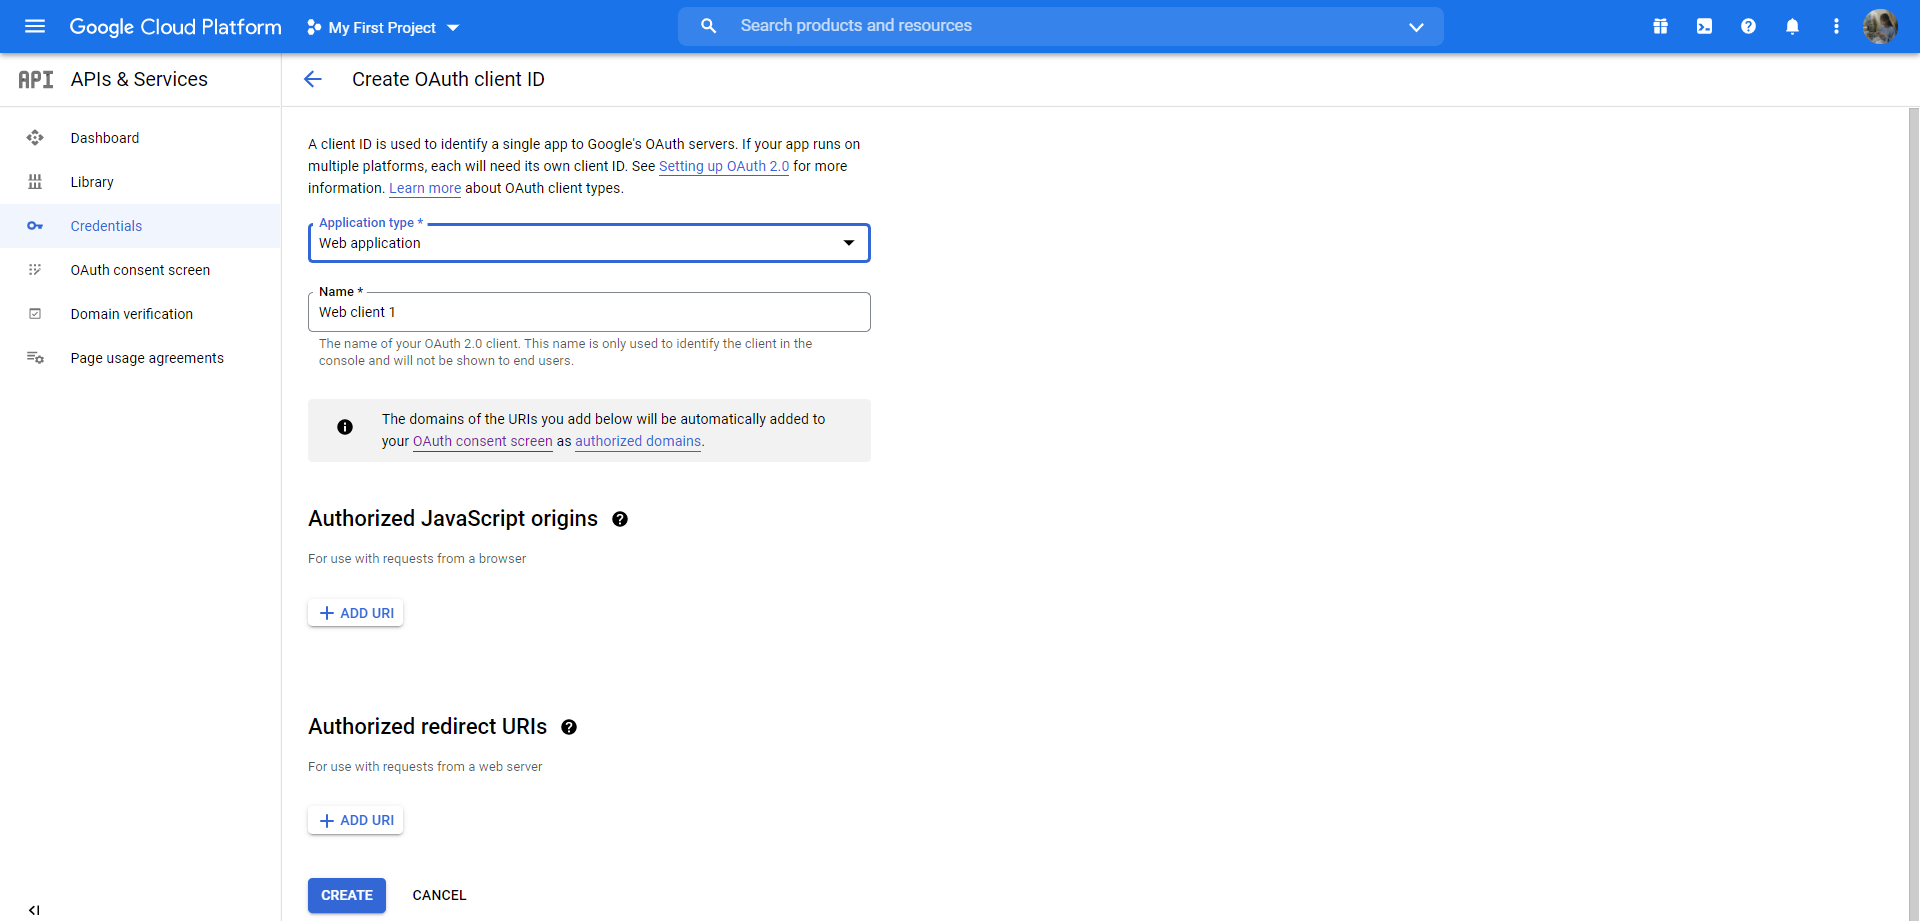 Google Cloud Platform
My First Project
Search products and resources
API
APIs & Services
Create OAuth client ID
Dashboard
Library
Credentials
OAuth consent screen
Domain verification
Page usage agreements
A client ID is used to identify a single app to Google's OAuth servers. If your app runs on
multiple platforms, each will need its own client ID. See Setting up OAuth 2.0 for more
information. Learn more about OAuth client types.
Application type *
Web application
Name *
Web client 1
The name of your OAuth 2.0 client. This name is only used to identify the client in the
console and will not be shown to end users.
The domains of the URIs you add below will be automatically added to
your OAuth consent screen as authorized domains.
Authorized JavaScript origins
For use with requests from a browser
ADD URI
Authorized redirect URIs
For use with requests from a web server
ADD URI
CREATE
CANCEL